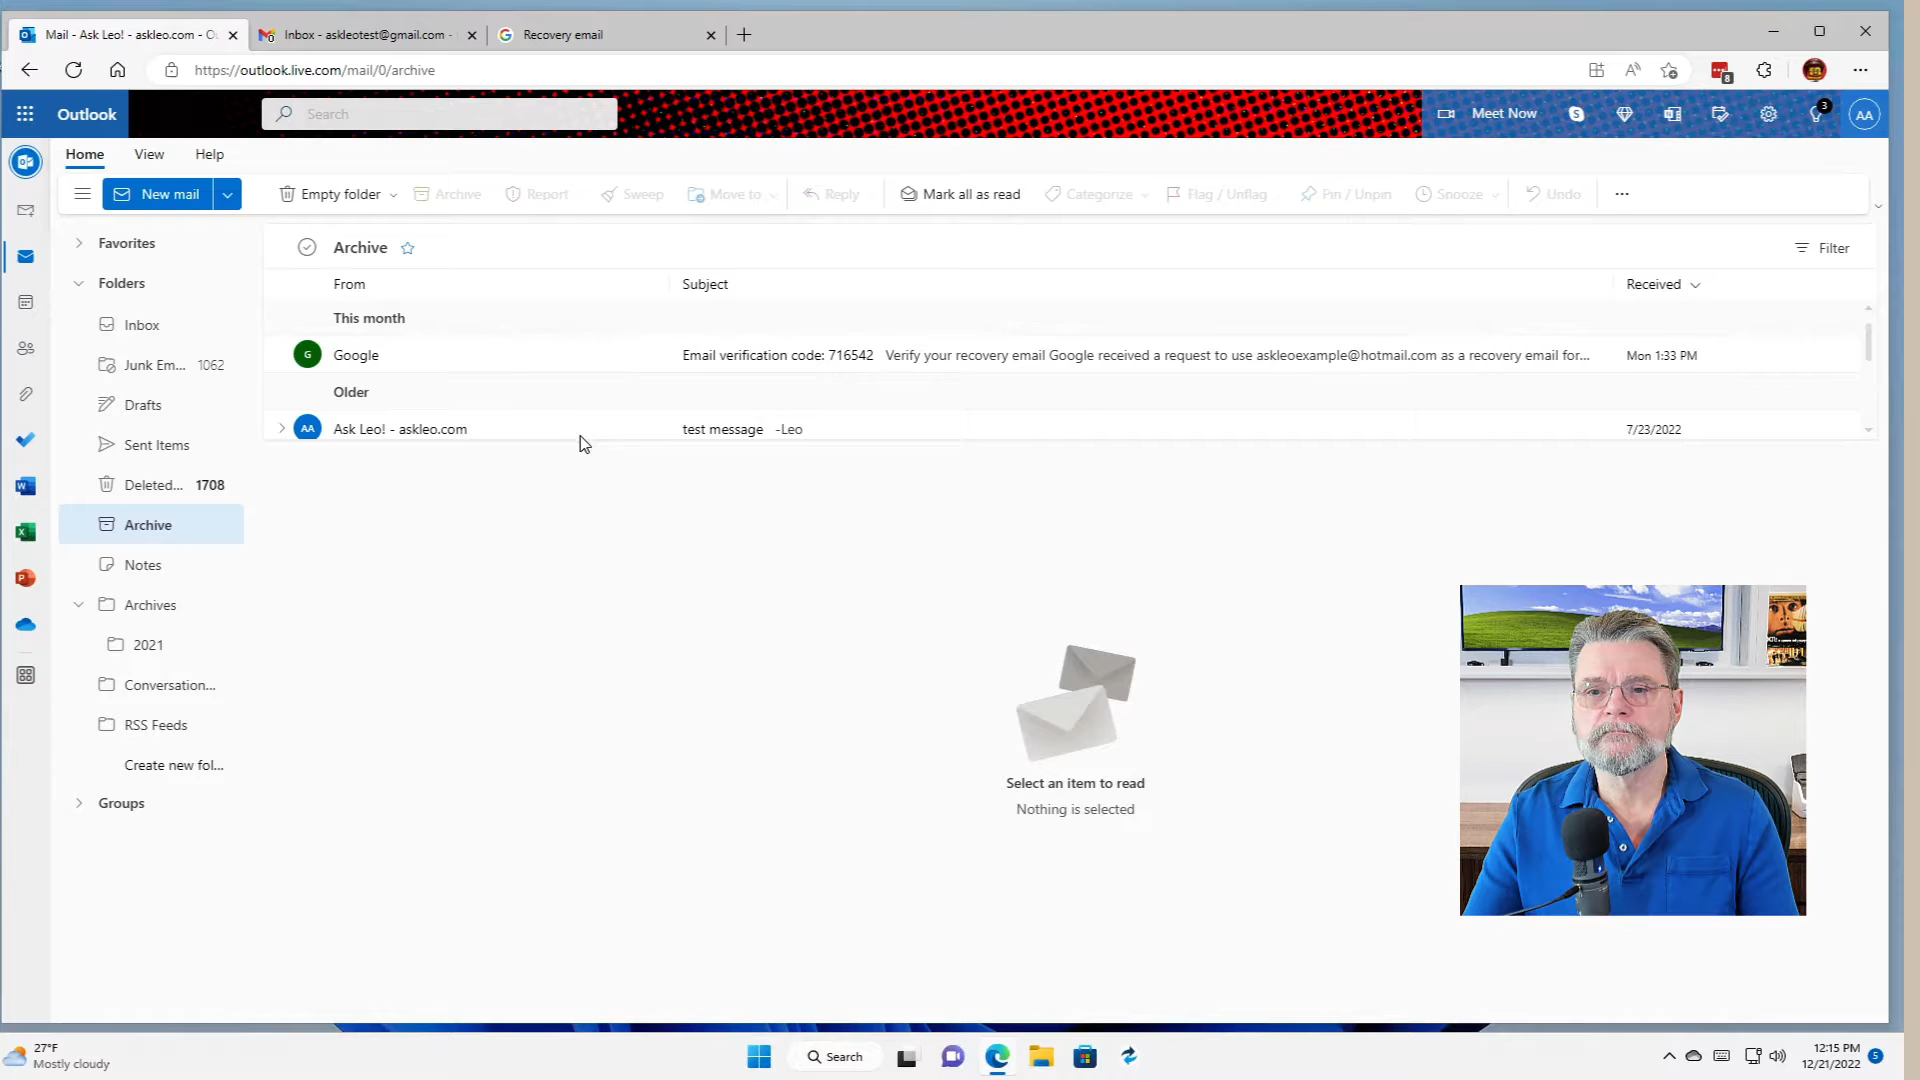 Mail - Ask Leo! - askleo.com - Ou
Inbox - askleotest@gmail.com -
Recovery email
https://outlook.live.com/mail/0/archive
8
Outlook
Search
Meet Now
3
AA
Home View Help
New mail
Empty folder
Archive
Report
Sweep
Move to
Reply
Mark all as read
Categorize
Flag / Unflag
Pin / Unpin
Snooze
Undo
Favorites
Folders
Inbox
Junk Em... 1062
Drafts
Sent Items
Deleted... 1708
Archive
Notes
Archives
2021
Conversation...
RSS Feeds
Create new fol...
Groups
Archive
Filter
From Subject Received
This month
G Google Email verification code: 716542 Verify your recovery email Google received a request to use askleoexample@hotmail.com as a recovery email for... Mon 1:33 PM
Older
AA Ask Leo! - askleo.com test message -Leo 7/23/2022
Select an item to read
Nothing is selected
27°F
Mostly cloudy
Search
12:15 PM
12/21/2022
5